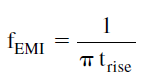 f_EMI = 1 / (π t_rise)